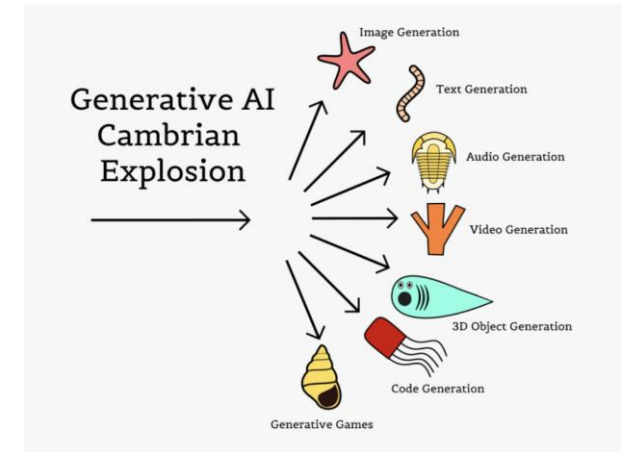 Image Generation
Generative AI
Cambrian
Explosion
Text Generation
Audio Generation
Video Generation
3D Object Generation
Code Generation
Generative Games